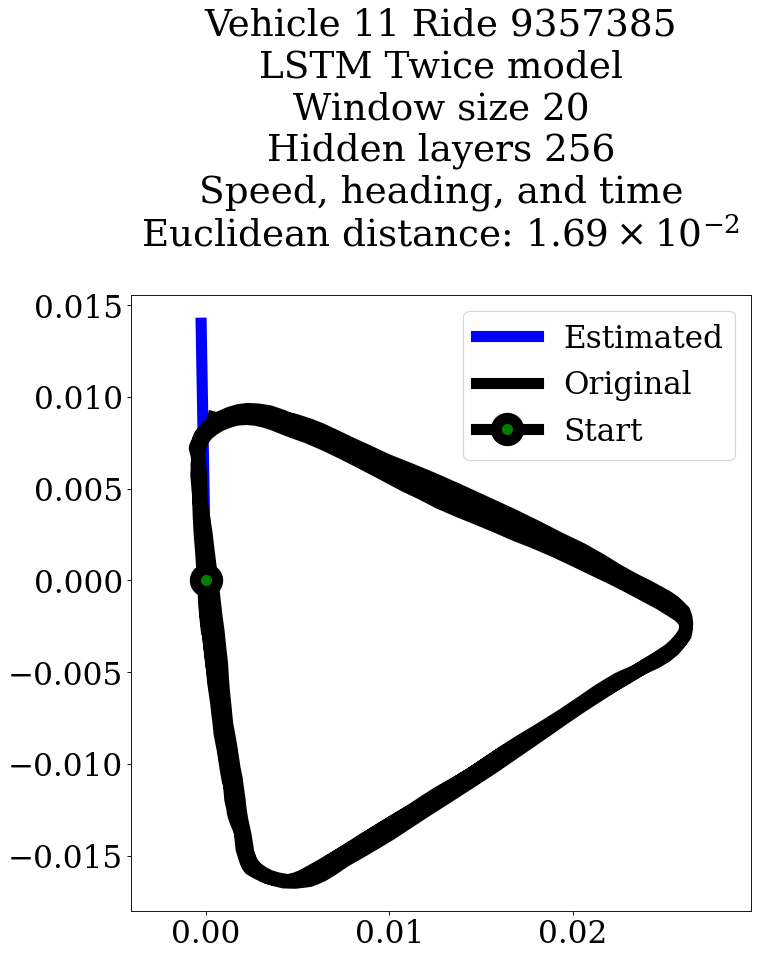 Vehicle 11 Ride 9357385
LSTM Twice model
Window size 20
Hidden layers 256
Speed, heading, and time
Euclidean distance: 1.69 × 10⁻²
0.015
0.010
0.005
0.000
−0.005
−0.010
−0.015
Estimated
Original
Start
0.00 0.01 0.02